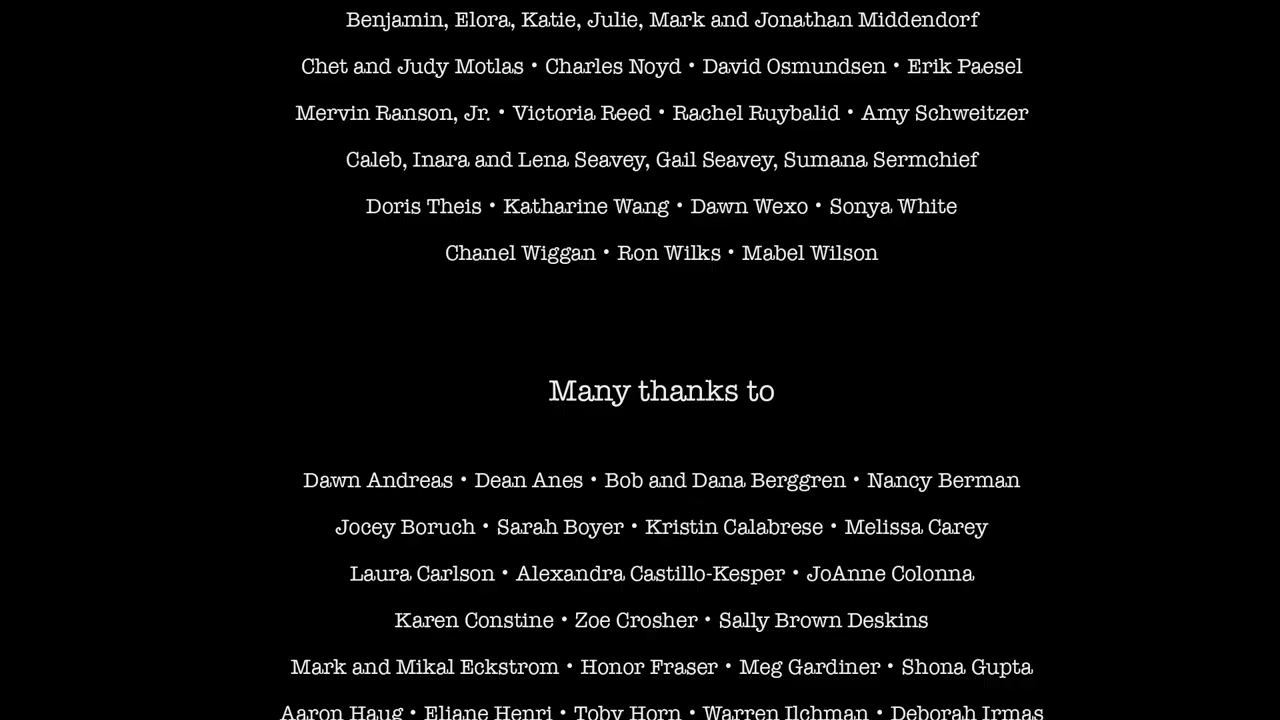 Benjamin, Elora, Katie, Julie, Mark and Jonathan Middendorf
Chet and Judy Motlas • Charles Noyd • David Osmundsen • Erik Paesel
Mervin Ranson, Jr. • Victoria Reed • Rachel Ruybalid • Amy Schweitzer
Caleb, Inara and Lena Seavey, Gail Seavey, Sumana Sermchief
Doris Theis • Katharine Wang • Dawn Wexo • Sonya White
Chanel Wiggan • Ron Wilks • Mabel Wilson
Many thanks to
Dawn Andreas • Dean Anes • Bob and Dana Berggren • Nancy Berman
Jocey Boruch • Sarah Boyer • Kristin Calabrese • Melissa Carey
Laura Carlson • Alexandra Castillo-Kesper • JoAnne Colonna
Karen Constine • Zoe Crosher • Sally Brown Deskins
Mark and Mikal Eckstrom • Honor Fraser • Meg Gardiner • Shona Gupta
Aaron Haug • Eliane Henri • Toby Horn • Warren Ilchman • Deborah Irmas